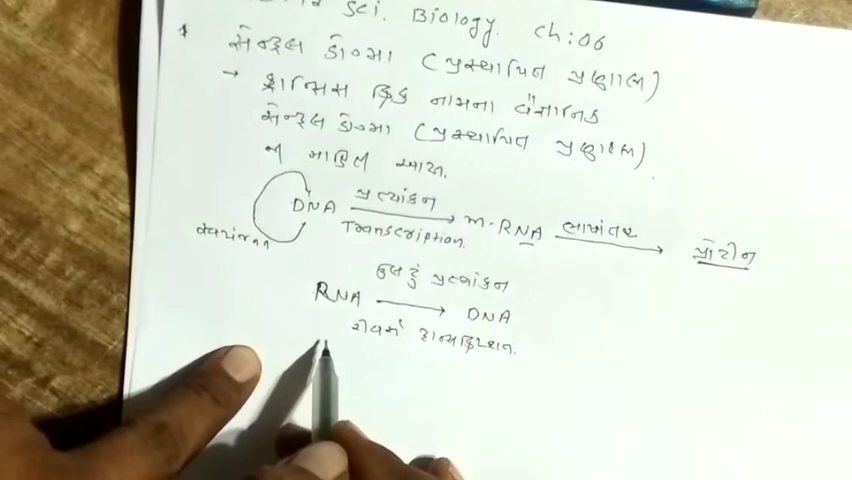 Sci. Biology. Ch: 06
સેન્ટ્રલ ડોગ્મા (પ્રસ્થાપિત પ્રણાલી)
→ ફ્રાન્સિસ ક્રિક નામના વૈજ્ઞાનિક
સેન્ટ્રલ ડોગ્મા (પ્રસ્થાપિત પ્રણાલી)
ની માહિતી આપી.
DNA પ્રત્યાંકન Transcription. → m-RNA ભાષાંતર → પ્રોટીન
સ્વયંજનન
ઉલટું પ્રત્યાંકન
RNA → DNA
રીવર્સ ટ્રાન્સક્રિપ્શન.